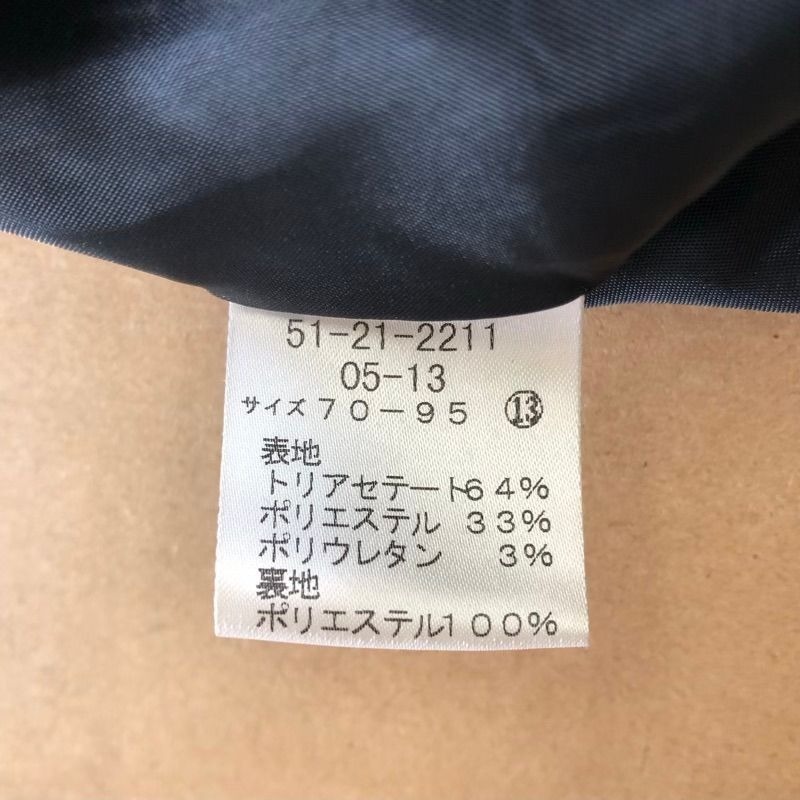 51-21-2211
05-13
サイズ70-95 ⑬
表地
トリアセテート64%
ポリエステル 33%
ポリウレタン 3%
裏地
ポリエステル100%